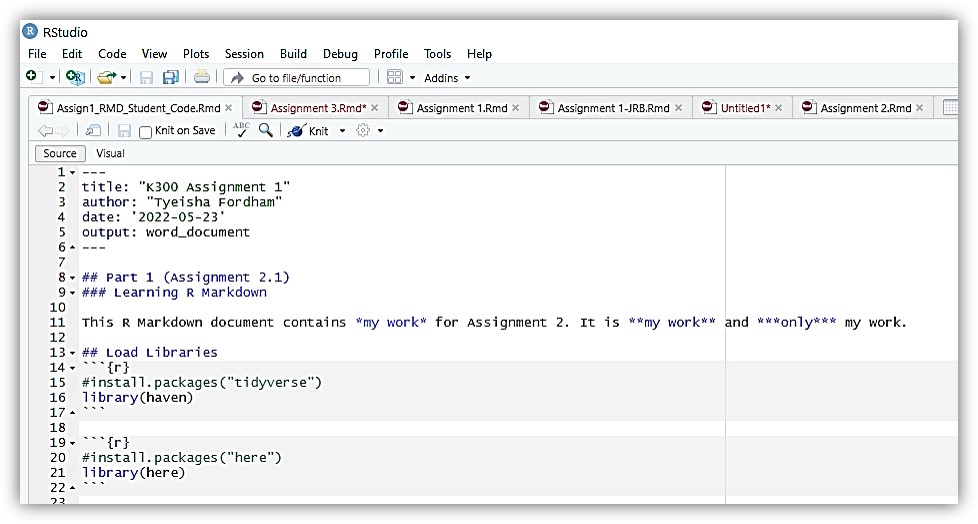 RStudio
File Edit Code View Plots Session Build Debug Profile Tools Help
Go to file/function Addins
Assign1_RMD_Student_Code.Rmd Assignment 3.Rmd* Assignment 1.Rmd Assignment 1-JRB.Rmd Untitled1* Assignment 2.Rmd
Knit on Save ABC Knit
Source Visual
1 ---
2 title: "K300 Assignment 1"
3 author: "Tyeisha Fordham"
4 date: '2022-05-23'
5 output: word_document
6 ---
7
8 ## Part 1 (Assignment 2.1)
9 ### Learning R Markdown
10
11 This R Markdown document contains *my work* for Assignment 2. It is **my work** and ***only*** my work.
12
13 ## Load Libraries
14 ```{r}
15 #install.packages("tidyverse")
16 library(haven)
17 ```
18
19 ```{r}
20 #install.packages("here")
21 library(here)
22 ```
23